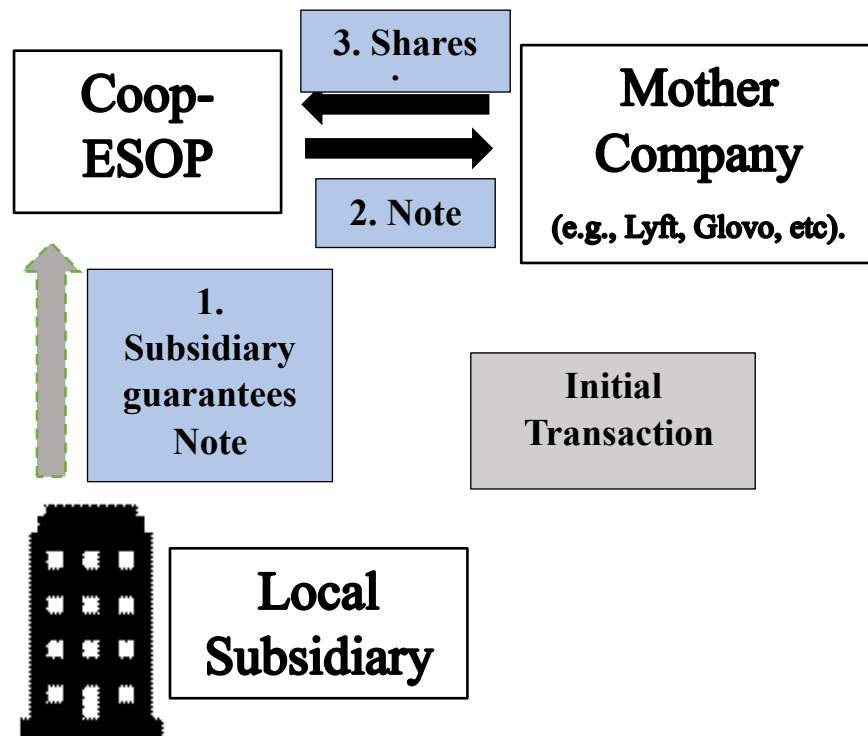 3. Shares
Coop-
ESOP
Mother
Company
(e.g., Lyft, Glovo, etc).
2. Note
1.
Subsidiary
guarantees
Note
Initial
Transaction
Local
Subsidiary